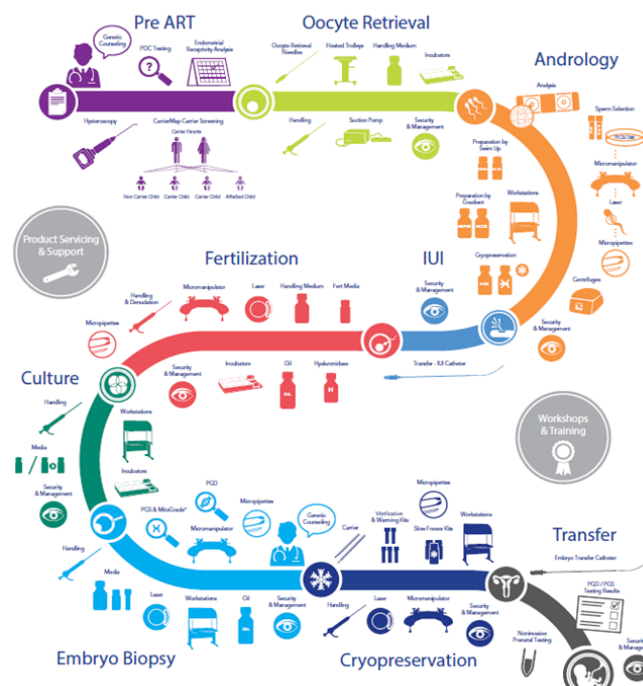 Pre ART
Genetic
Counseling
POC Testing
Endometrial
Receptivity Analysis
Hysteroscopy
CarrierMap Carrier Screening
Carrier Parents
Non Carrier Child
Carrier Child
Carrier Child
Affected Child
Oocyte Retrieval
Oocyte Retrieval
Needles
Heated Trolleys
Handling Medium
Incubators
Handling
Suction Pump
Security
& Management
Andrology
Analysis
Sperm Selection
Preparation by
Swim Up
Micromanipulator
Preparation by
Gradient
Workstations
Laser
Micropipettes
Cryopreservation
Centrifuges
Security
& Management
Product Servicing
& Support
Fertilization
Handling
& Denudation
Micromanipulator
Laser
Handling Medium
Fert Media
Micropipettes
Security
& Management
Incubators
Oil
OIL
Hyaluronidase
H
IUI
Security
& Management
Transfer - IUI Catheter
Culture
Handling
Workstations
Media
Incubators
Security
& Management
Workshops
& Training
PGD
PGS & MitoGrade*
Micromanipulator
Micropipettes
Genetic
Counseling
Handling
Media
Laser
Workstations
Oil
OIL
Security
& Management
Embryo Biopsy
Carrier
Vitrification
& Warming Kits
Micropipettes
Slow Freeze Kits
Workstations
Handling
Laser
Micromanipulator
Security
& Management
Cryopreservation
Transfer
Embryo Transfer Catheter
PGD / PGS
Testing Results
Noninvasive
Prenatal Testing
Security
& Manage